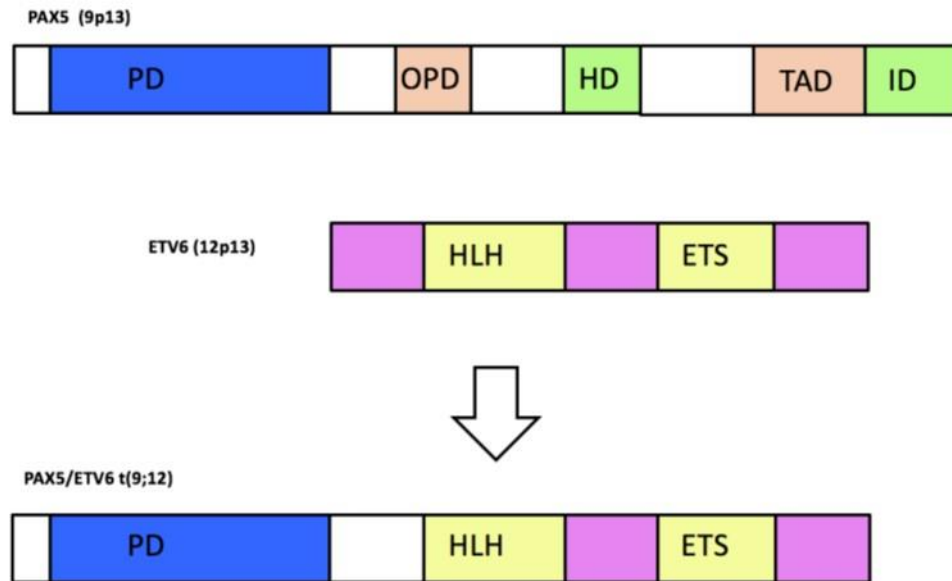 PAX5 (9p13)
PD OPD HD TAD ID
ETV6 (12p13)
HLH ETS
PAX5/ETV6 t(9;12)
PD HLH ETS